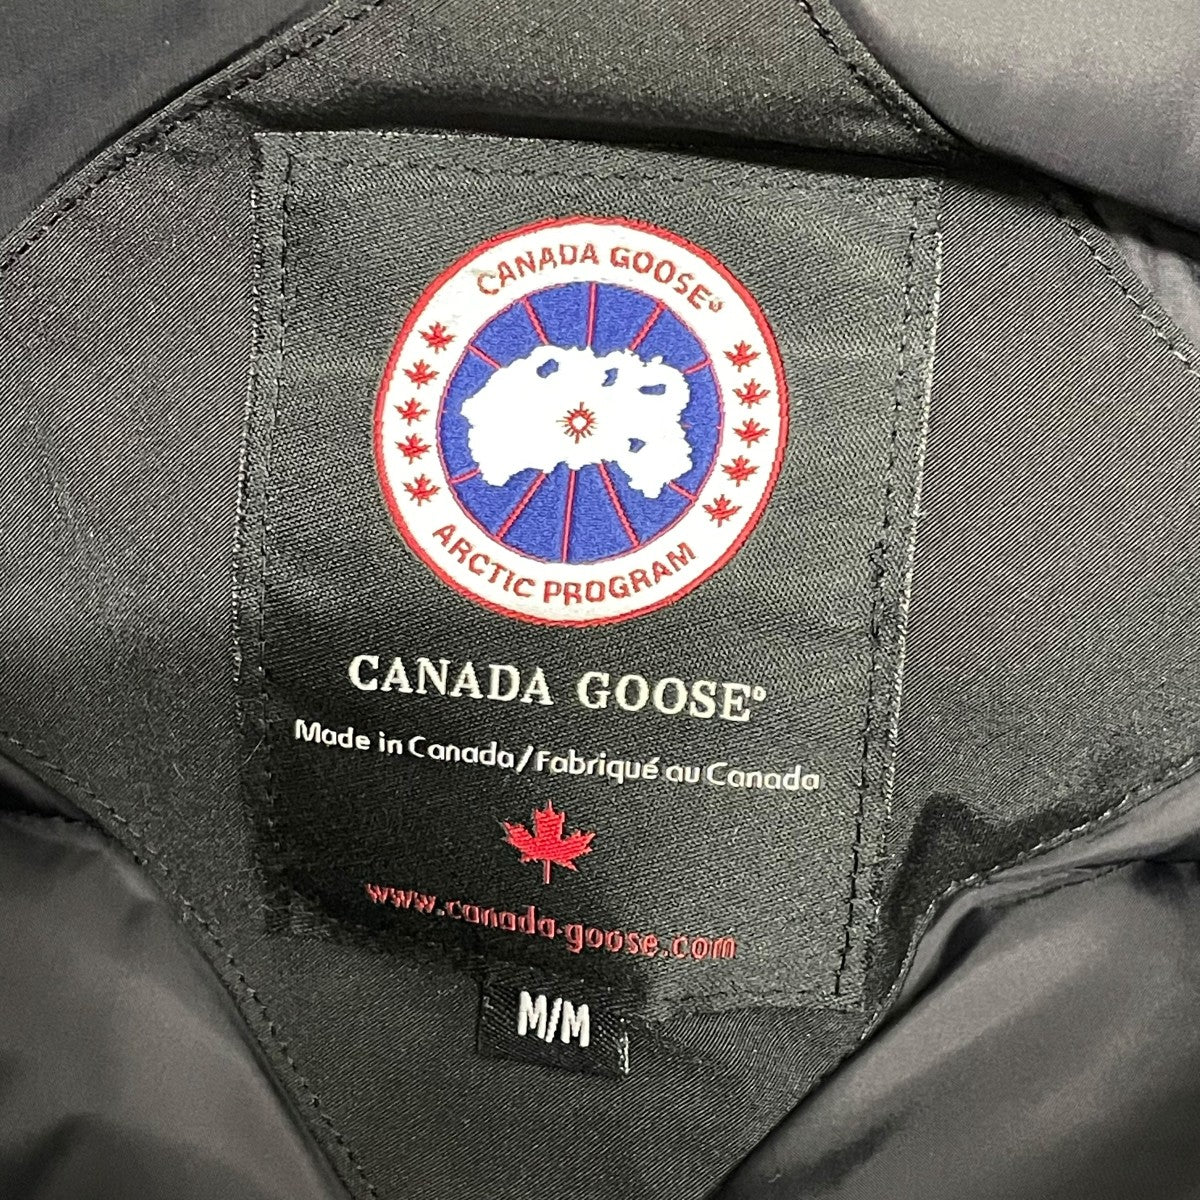 CANADA GOOSE®
ARCTIC PROGRAM
CANADA GOOSE®
Made in Canada/Fabriqué au Canada
www.canada-goose.com
M/M